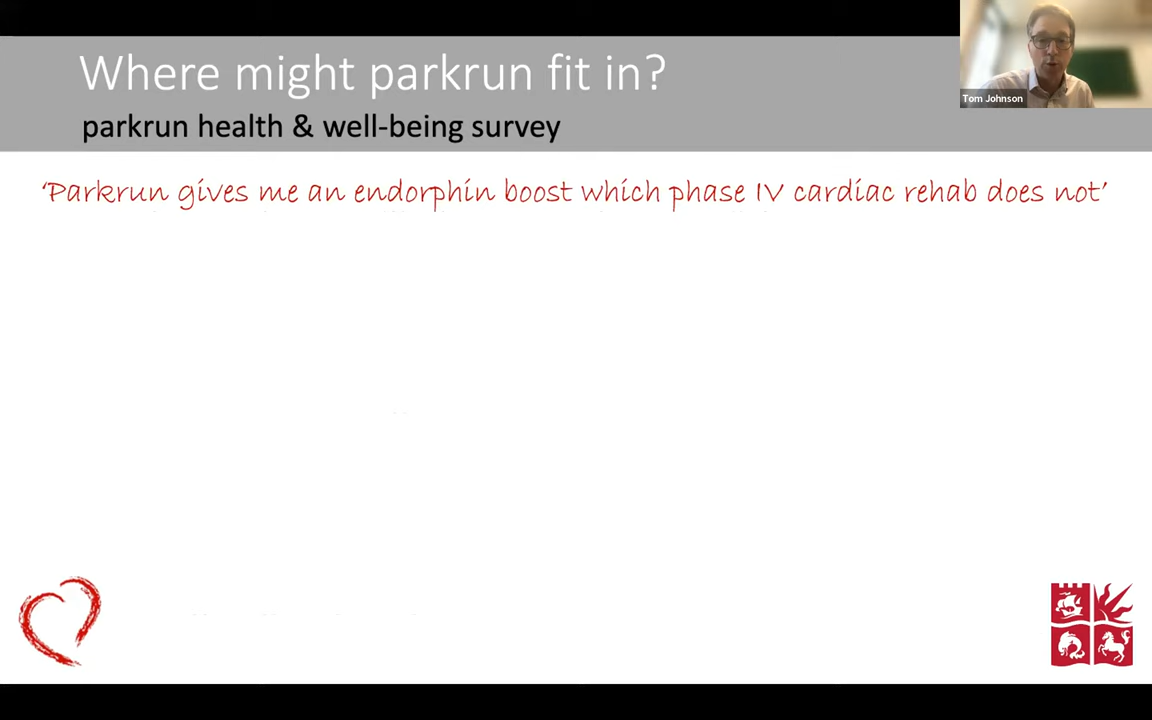 Where might parkrun fit in?
parkrun health & well-being survey
Tom Johnson
‘Parkrun gives me an endorphin boost which phase IV cardiac rehab does not’